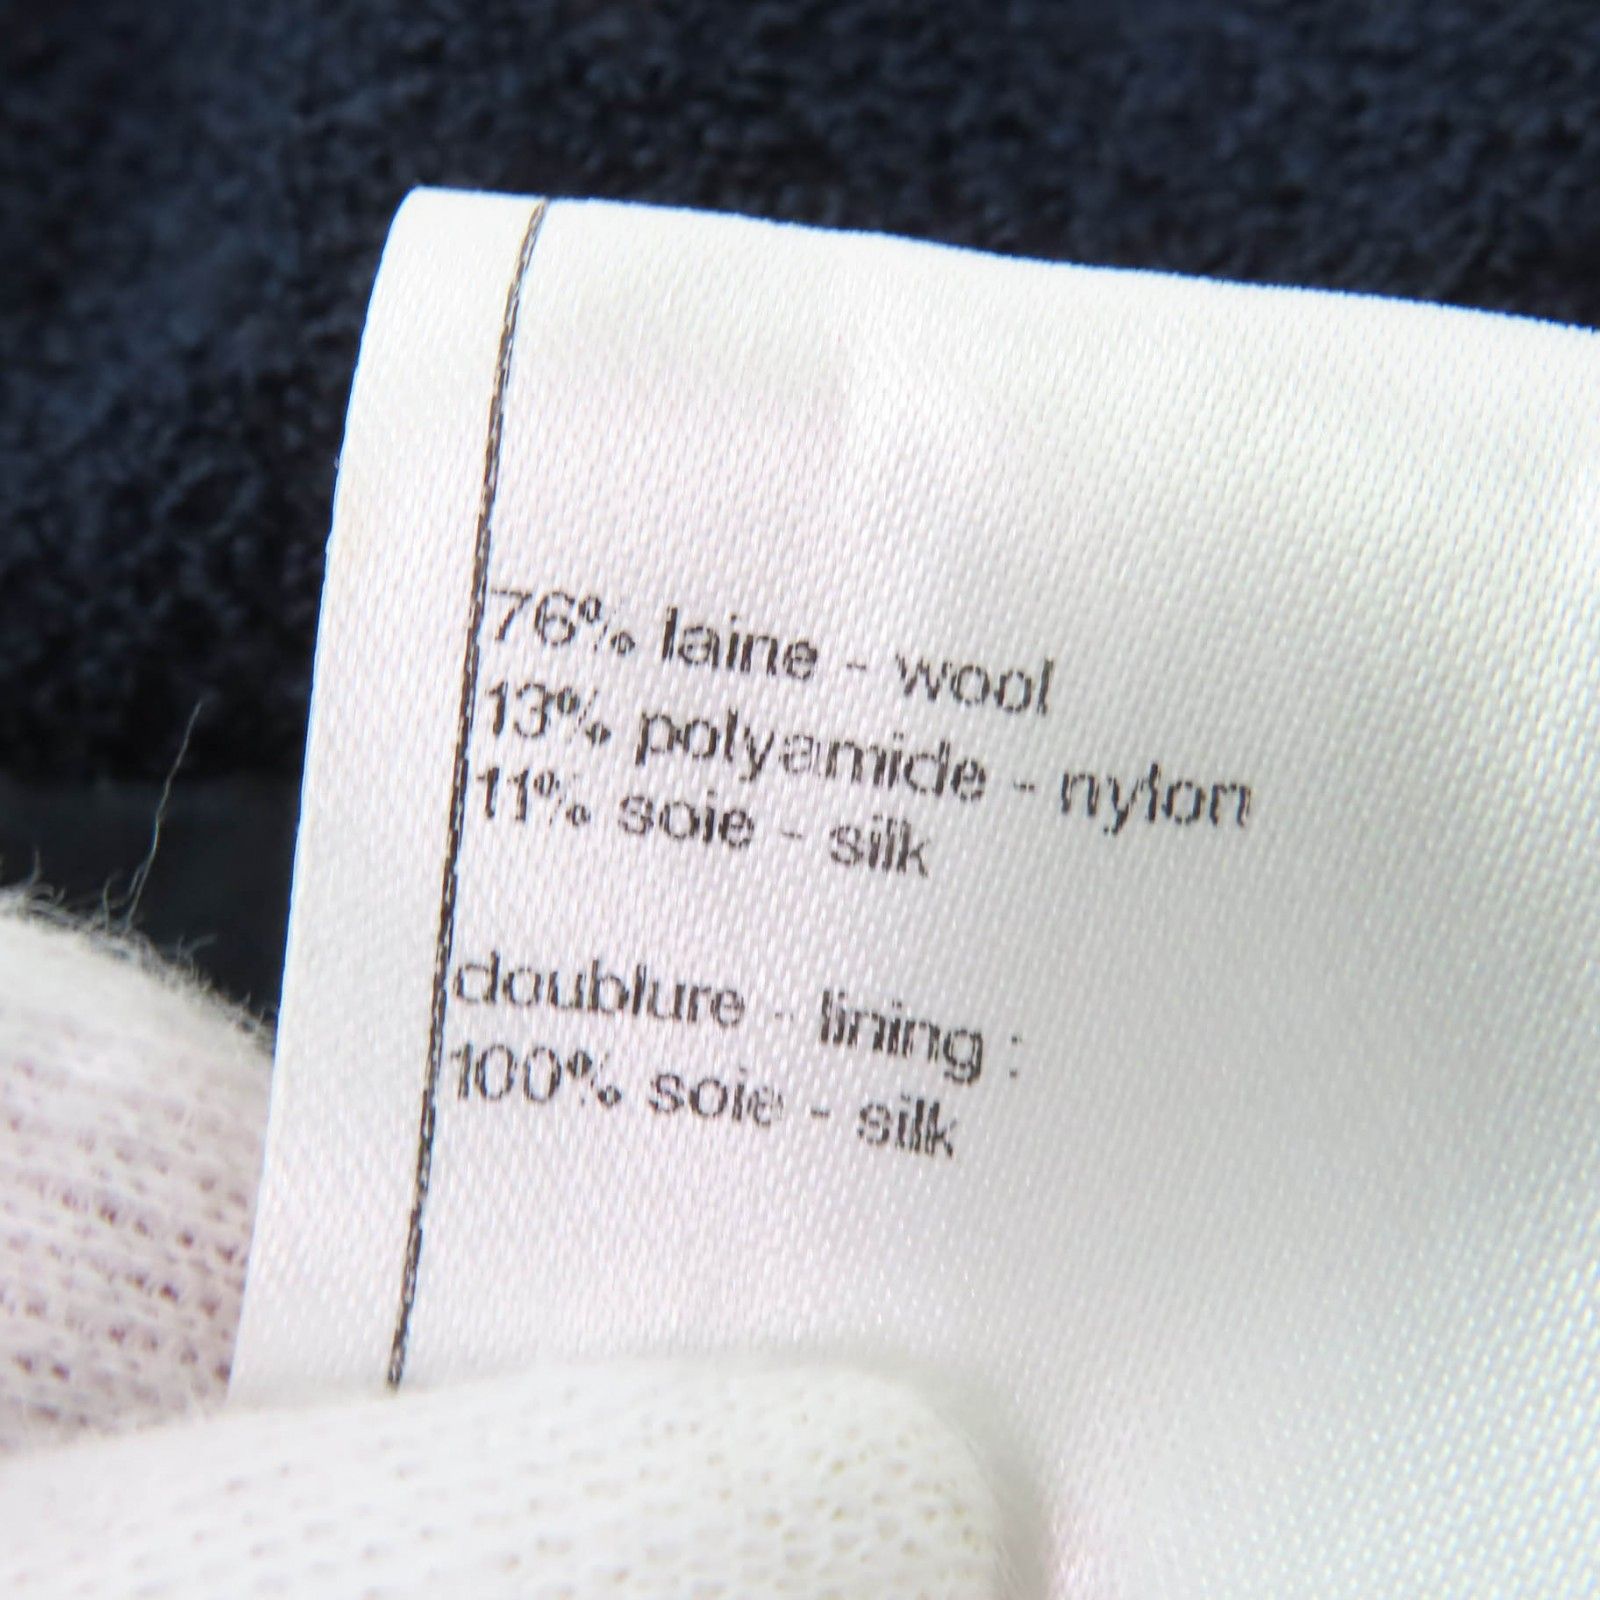 76% laine - wool
13% polyamide - nylon
11% soie - silk
doublure - lining :
100% soie - silk